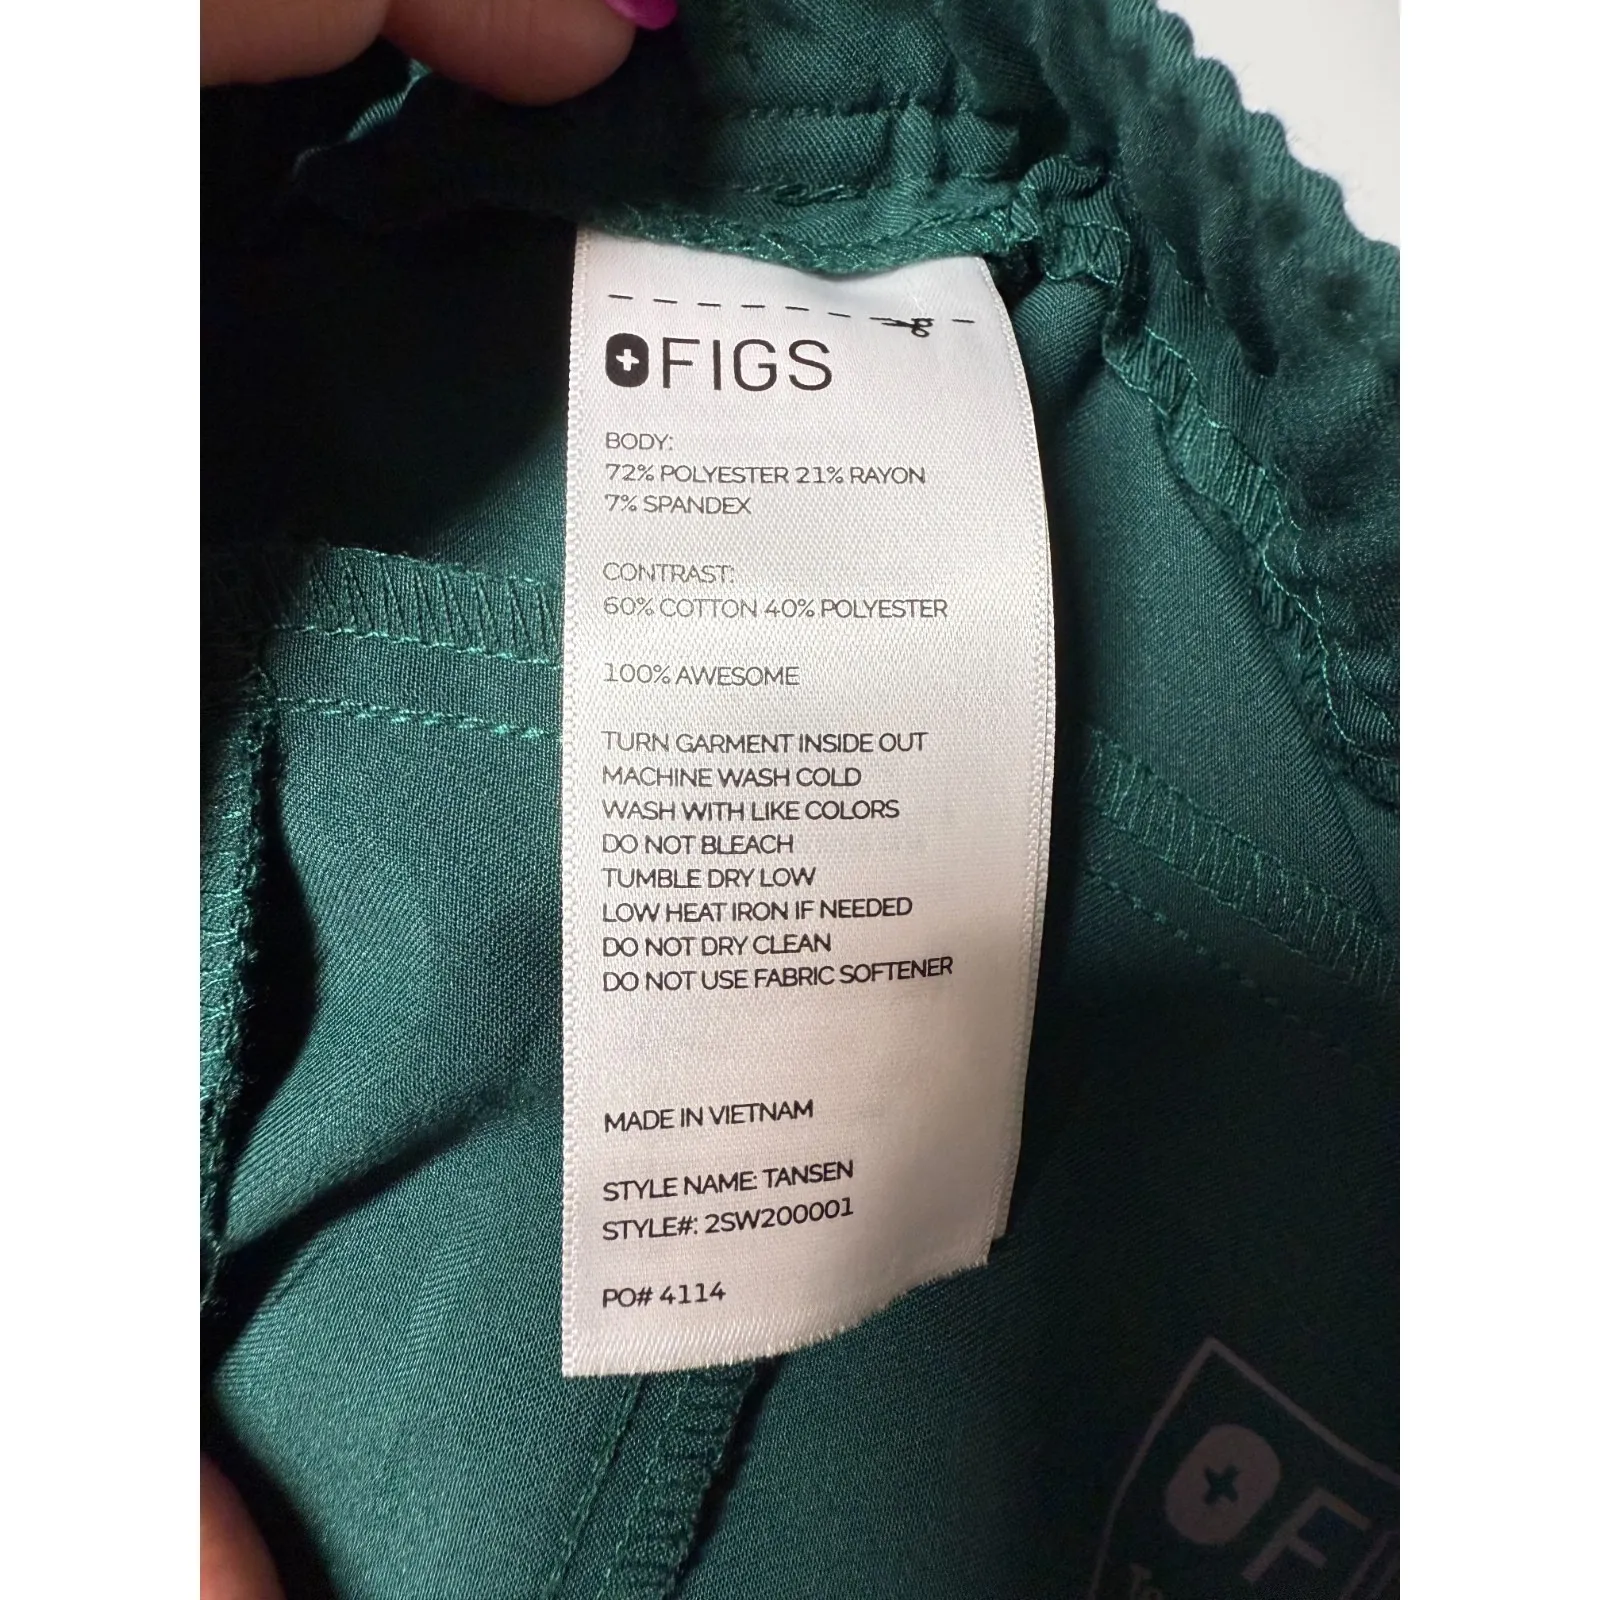 FIGS
BODY:
72% POLYESTER 21% RAYON
7% SPANDEX
CONTRAST:
60% COTTON 40% POLYESTER
100% AWESOME
TURN GARMENT INSIDE OUT
MACHINE WASH COLD
WASH WITH LIKE COLORS
DO NOT BLEACH
TUMBLE DRY LOW
LOW HEAT IRON IF NEEDED
DO NOT DRY CLEAN
DO NOT USE FABRIC SOFTENER
MADE IN VIETNAM
STYLE NAME: TANSEN
STYLE#: 2SW200001
PO# 4114